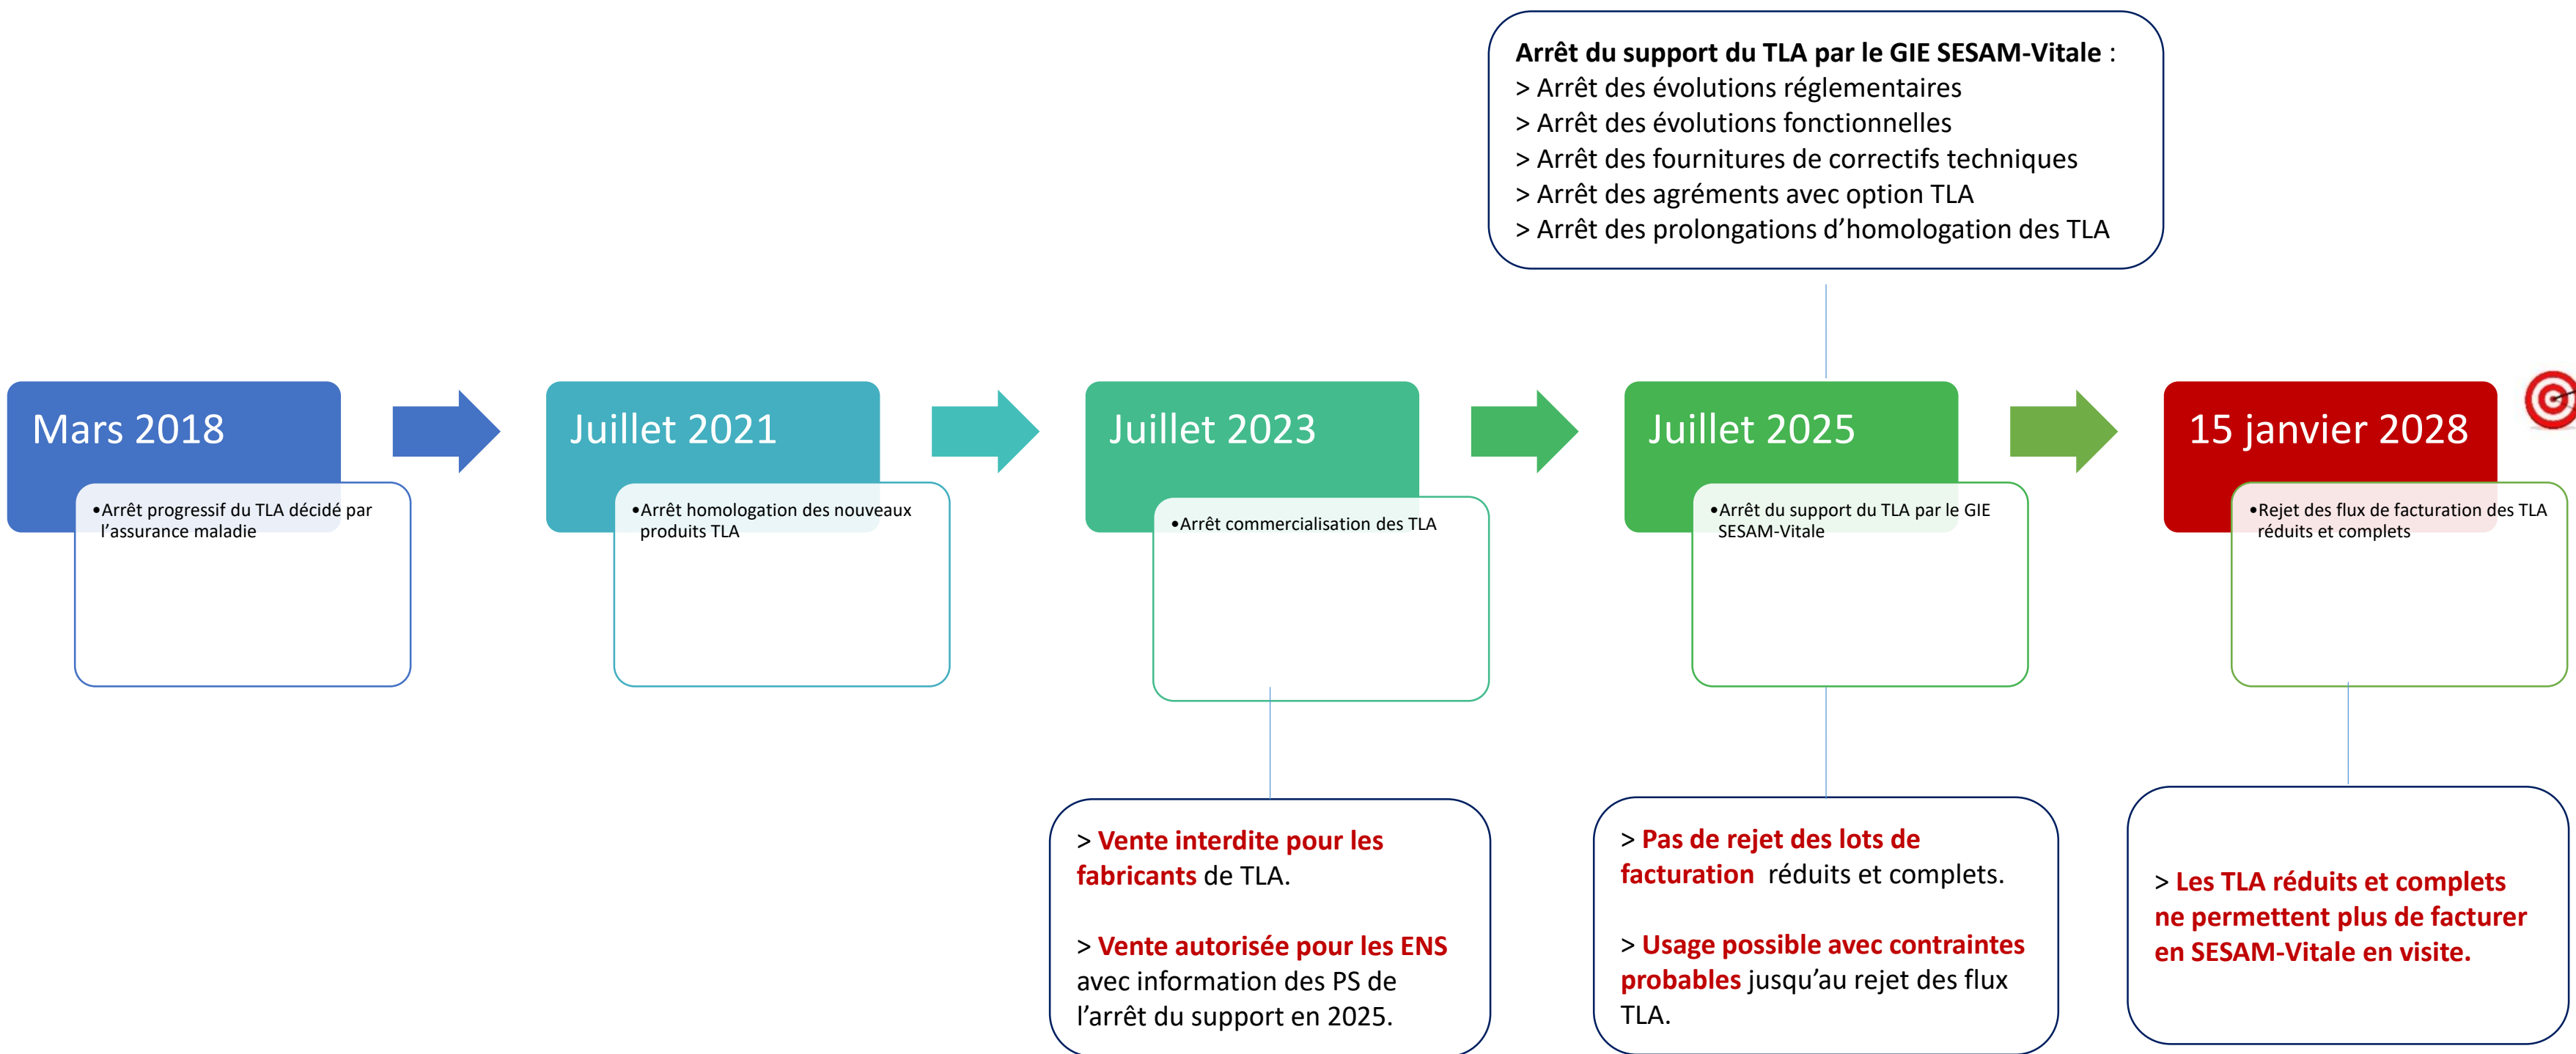 Arrêt du support du TLA par le GIE SESAM-Vitale :
> Arrêt des évolutions réglementaires
> Arrêt des évolutions fonctionnelles
> Arrêt des fournitures de correctifs techniques
> Arrêt des agréments avec option TLA
> Arrêt des prolongations d’homologation des TLA
Mars 2018
•Arrêt progressif du TLA décidé par
l’assurance maladie
Juillet 2021
•Arrêt homologation des nouveaux
produits TLA
Juillet 2023
•Arrêt commercialisation des TLA
Juillet 2025
•Arrêt du support du TLA par le GIE
SESAM-Vitale
15 janvier 2028
•Rejet des flux de facturation des TLA
réduits et complets
> Vente interdite pour les
fabricants de TLA.
> Vente autorisée pour les ENS
avec information des PS de
l’arrêt du support en 2025.
> Pas de rejet des lots de
facturation  réduits et complets.
> Usage possible avec contraintes
probables jusqu’au rejet des flux
TLA.
> Les TLA réduits et complets
ne permettent plus de facturer
en SESAM-Vitale en visite.